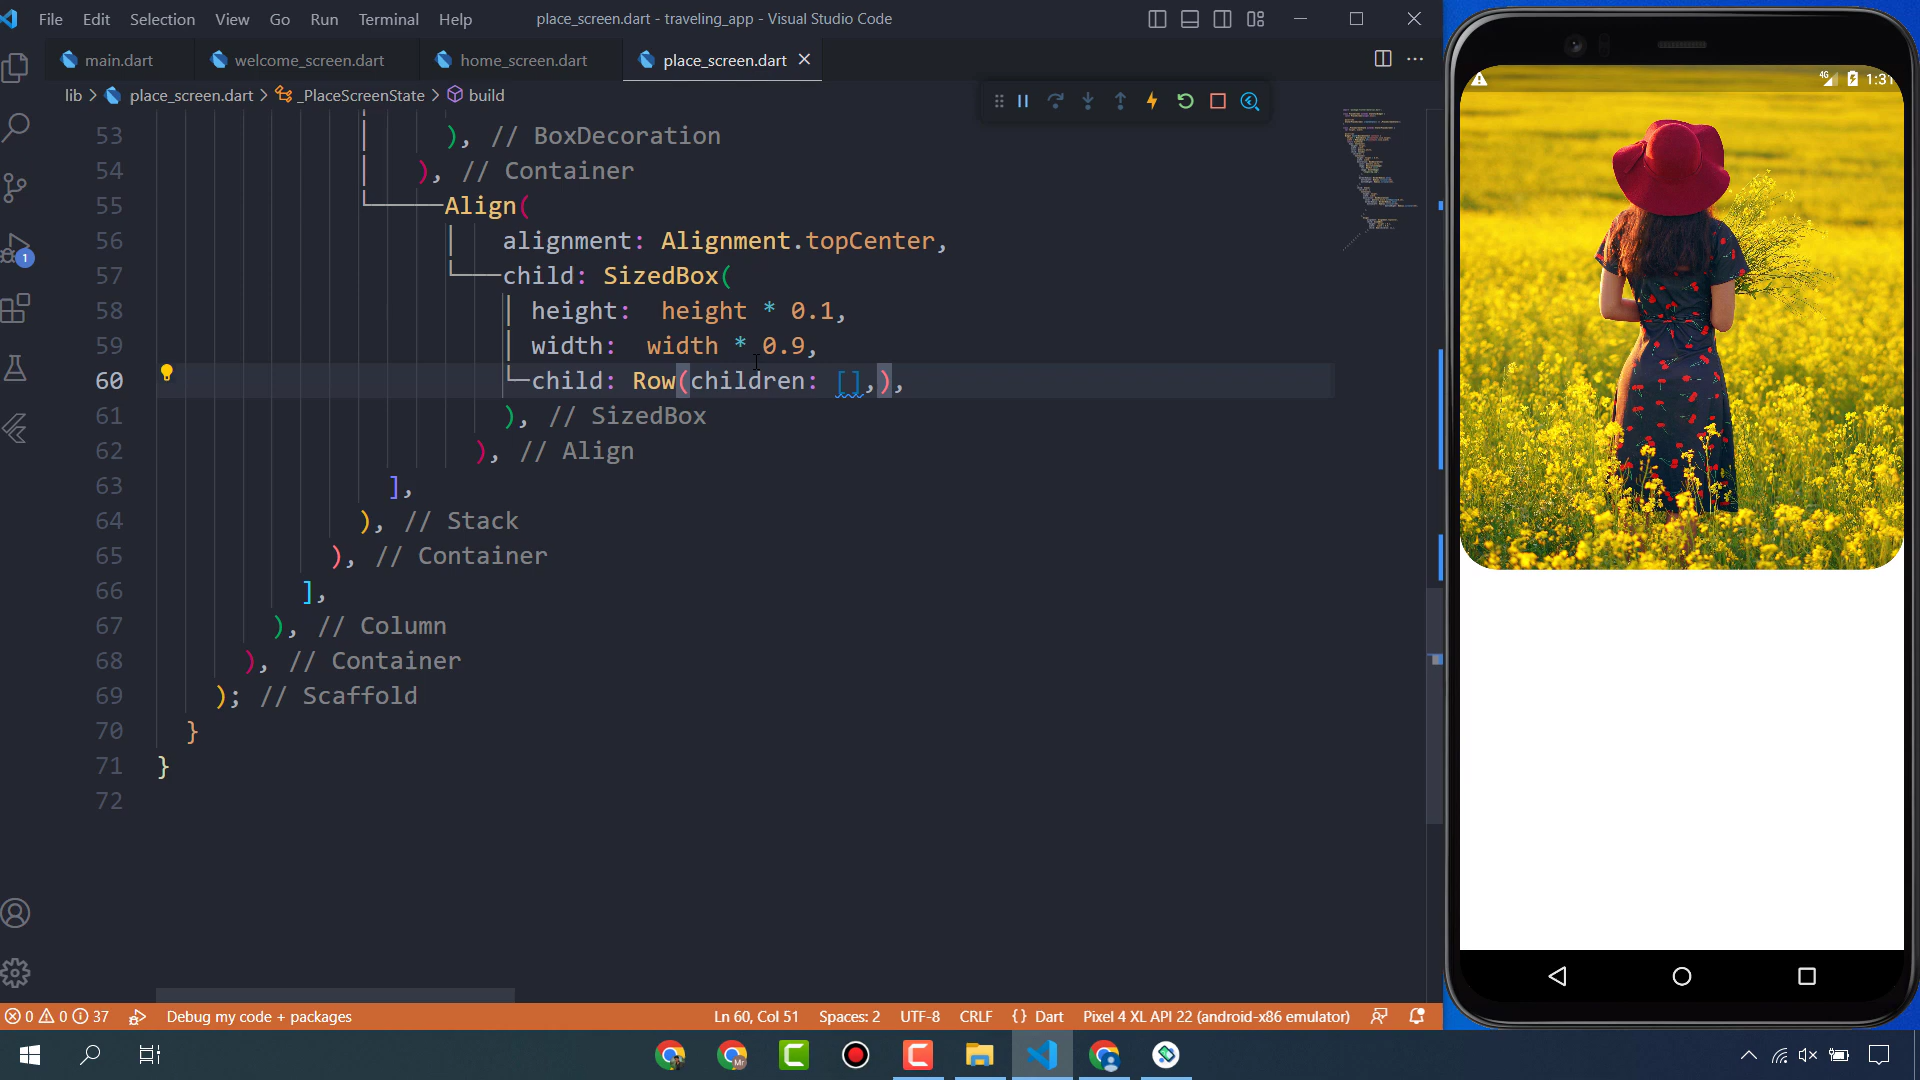 File Edit Selection View Go Run Terminal Help
place_screen.dart - traveling_app - Visual Studio Code
main.dart welcome_screen.dart home_screen.dart place_screen.dart
lib > place_screen.dart > _PlaceScreenState > build
53 ), // BoxDecoration
54 ), // Container
55 Align(
56 alignment: Alignment.topCenter,
57 child: SizedBox(
58 height:  height * 0.1,
59 width:  width * 0.9,
60 child: Row(children: [],),
61 ), // SizedBox
62 ), // Align
63 ],
64 ), // Stack
65 ), // Container
66 ],
67 ), // Column
68 ), // Container
69 ); // Scaffold
70 }
71 }
72
1
4G
0 0 37 Debug my code + packages
Ln 60, Col 51 Spaces: 2 UTF-8 CRLF {} Dart Pixel 4 XL API 22 (android-x86 emulator)